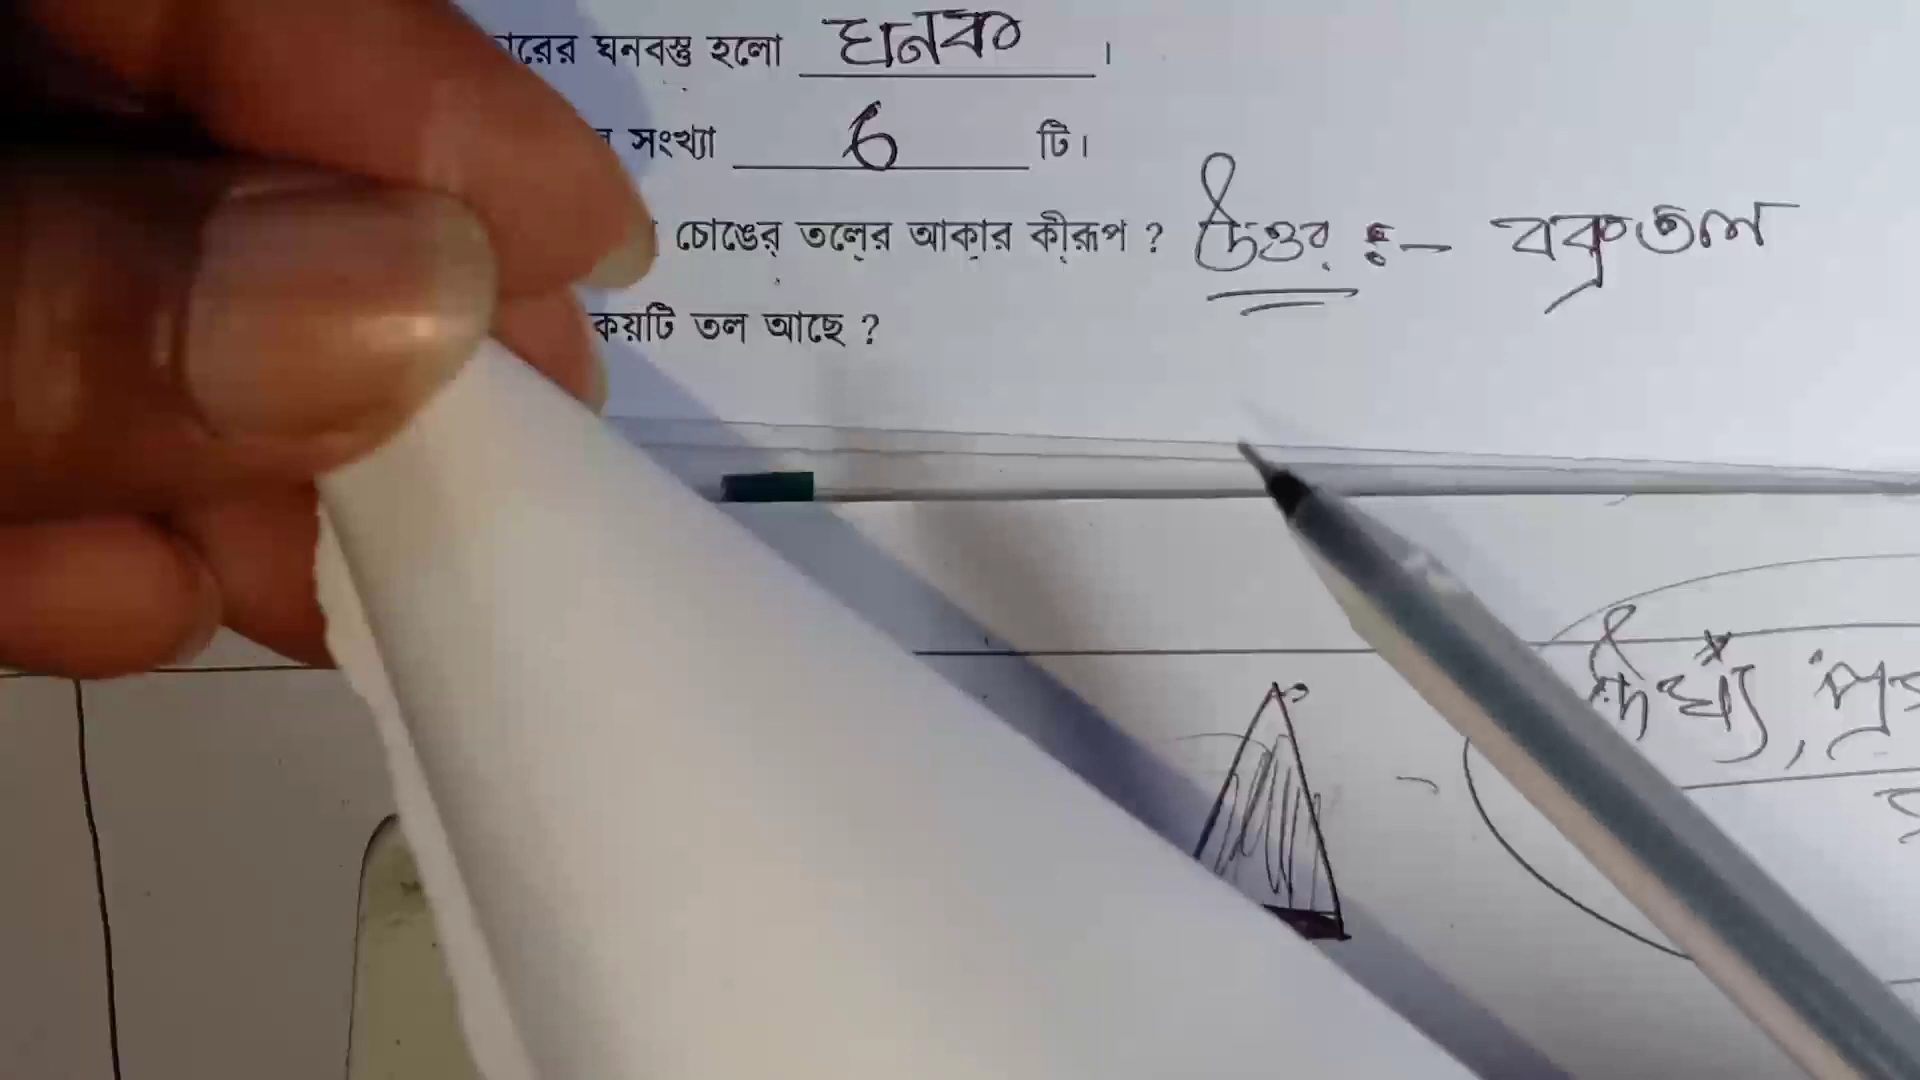 ঘনবস্তু হলো ঘনক ।
সংখ্যা 6 টি।
চোঙের তলের আকার কীরূপ ? উত্তর :- বক্রতল
কয়টি তল আছে ?